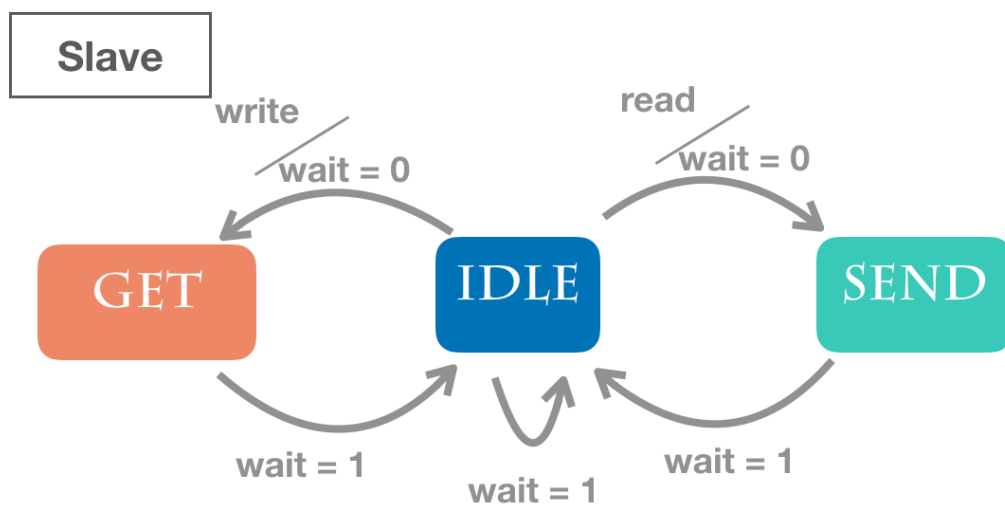 Slave
write
wait = 0
read
wait = 0
GET
IDLE
SEND
wait = 1
wait = 1
wait = 1